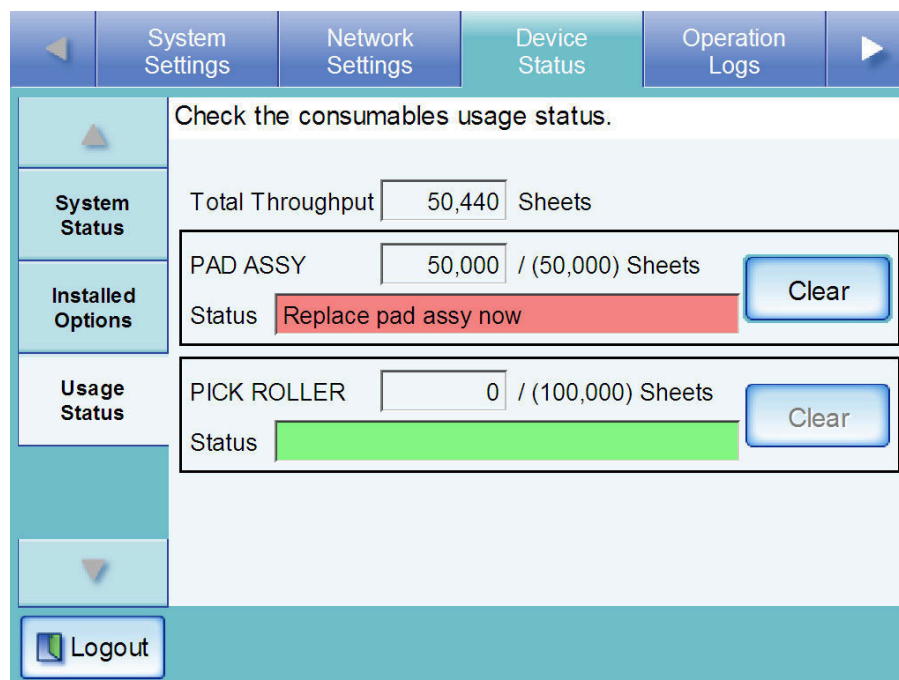 System Settings
Network Settings
Device Status
Operation Logs
Check the consumables usage status.
System Status
Installed Options
Usage Status
Total Throughput 50,440 Sheets
PAD ASSY 50,000 / (50,000) Sheets
Status Replace pad assy now
Clear
PICK ROLLER 0 / (100,000) Sheets
Status
Clear
Logout